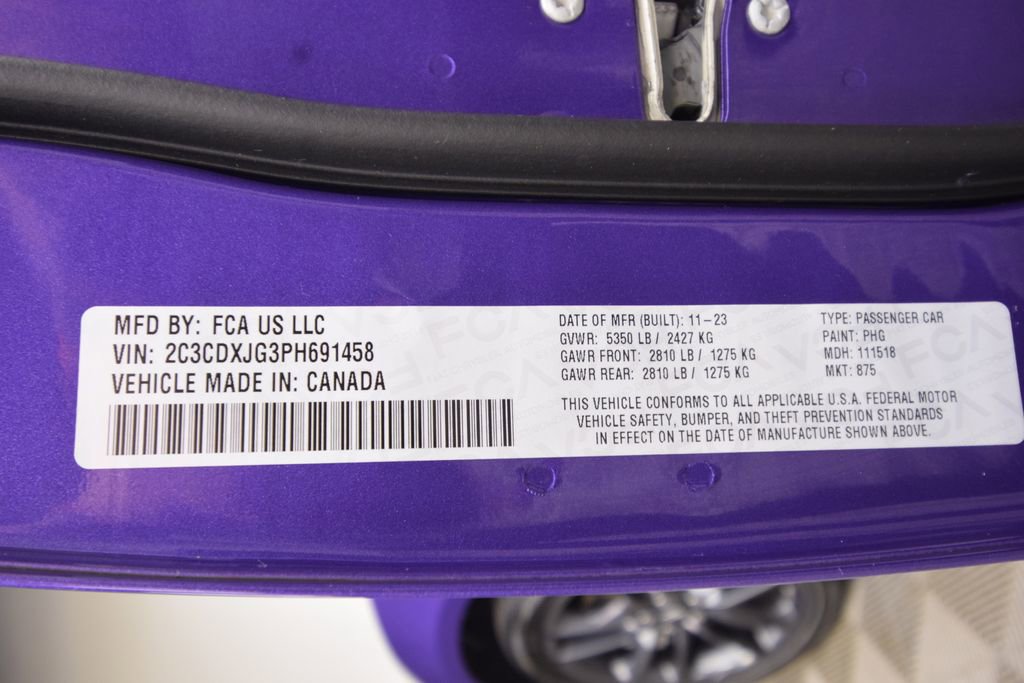 MFD BY: FCA US LLC
VIN: 2C3CDXJG3PH691458
VEHICLE MADE IN: CANADA
DATE OF MFR (BUILT): 11-23
GVWR: 5350 LB / 2427 KG
GAWR FRONT: 2810 LB / 1275 KG
GAWR REAR: 2810 LB / 1275 KG
TYPE: PASSENGER CAR
PAINT: PHG
MDH: 111518
MKT: 875
THIS VEHICLE CONFORMS TO ALL APPLICABLE U.S.A. FEDERAL MOTOR
VEHICLE SAFETY, BUMPER, AND THEFT PREVENTION STANDARDS
IN EFFECT ON THE DATE OF MANUFACTURE SHOWN ABOVE.